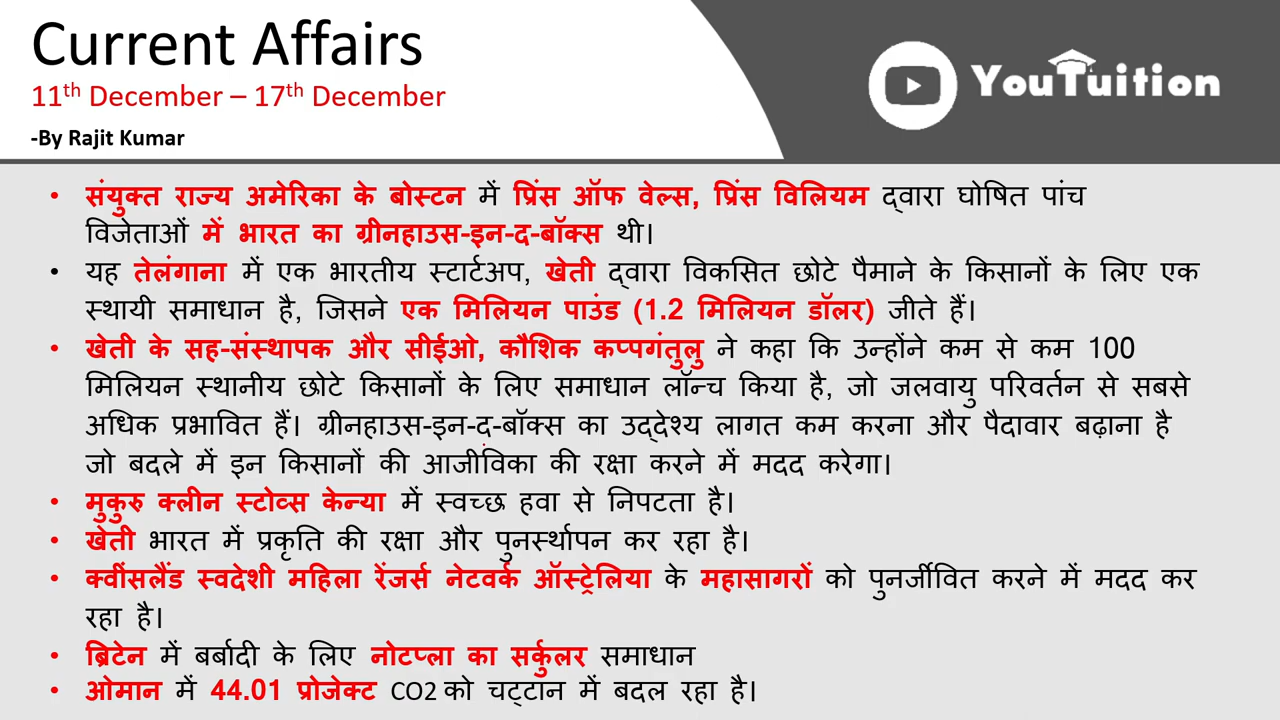 Current Affairs
11th December – 17th December
-By Rajit Kumar
YouTuition
• संयुक्त राज्य अमेरिका के बोस्टन में प्रिंस ऑफ वेल्स, प्रिंस विलियम द्वारा घोषित पांच
विजेताओं में भारत का ग्रीनहाउस-इन-द-बॉक्स थी।
• यह तेलंगाना में एक भारतीय स्टार्टअप, खेती द्वारा विकसित छोटे पैमाने के किसानों के लिए एक
स्थायी समाधान है, जिसने एक मिलियन पाउंड (1.2 मिलियन डॉलर) जीते हैं।
• खेती के सह-संस्थापक और सीईओ, कौशिक कप्पगंतुलु ने कहा कि उन्होंने कम से कम 100
मिलियन स्थानीय छोटे किसानों के लिए समाधान लॉन्च किया है, जो जलवायु परिवर्तन से सबसे
अधिक प्रभावित हैं। ग्रीनहाउस-इन-द-बॉक्स का उद्देश्य लागत कम करना और पैदावार बढ़ाना है
जो बदले में इन किसानों की आजीविका की रक्षा करने में मदद करेगा।
• मुकुरु क्लीन स्टोव्स केन्या में स्वच्छ हवा से निपटता है।
• खेती भारत में प्रकृति की रक्षा और पुनर्स्थापन कर रहा है।
• क्वींसलैंड स्वदेशी महिला रेंजर्स नेटवर्क ऑस्ट्रेलिया के महासागरों को पुनर्जीवित करने में मदद कर
रहा है।
• ब्रिटेन में बर्बादी के लिए नोटप्ला का सर्कुलर समाधान
• ओमान में 44.01 प्रोजेक्ट CO2 को चट्टान में बदल रहा है।